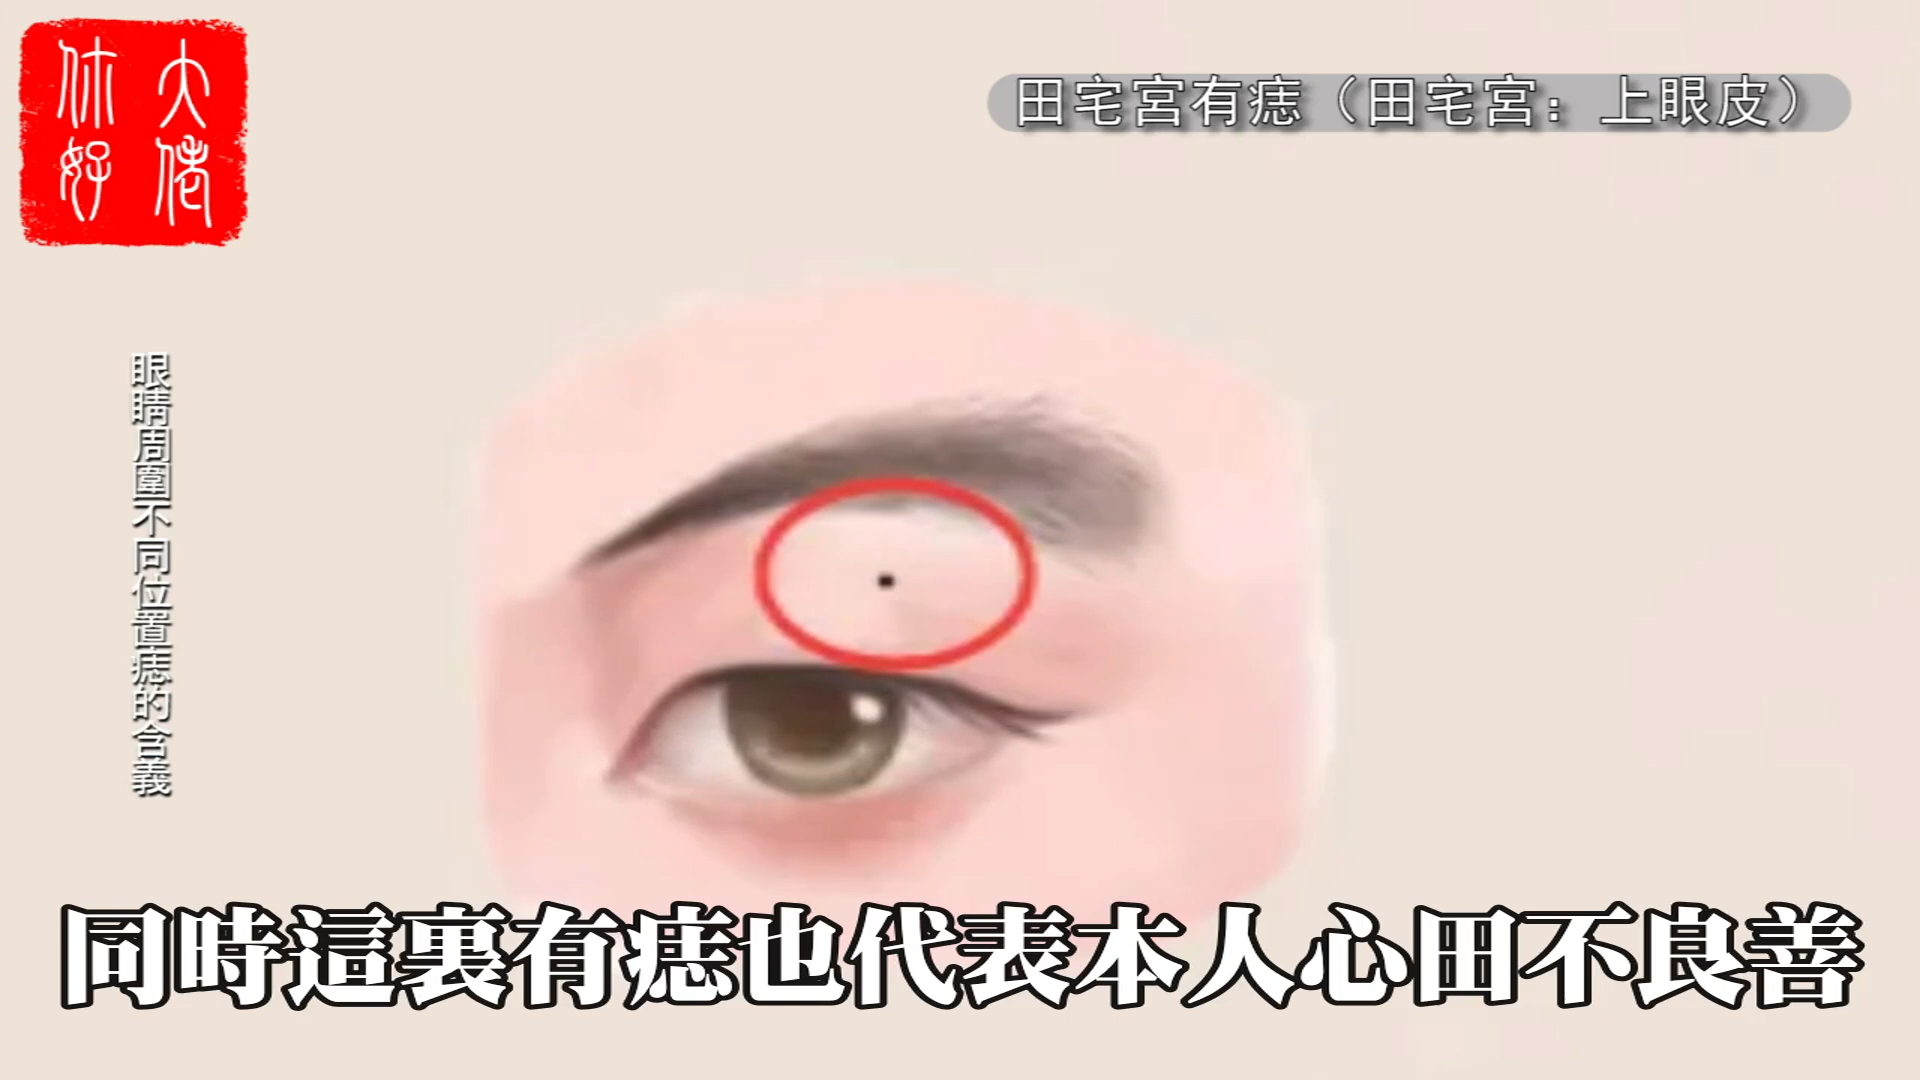 大佬
你好
田宅宮有痣（田宅宮：上眼皮）
眼睛周圍不同位置痣的含義
同時這裏有痣也代表本人心田不良善